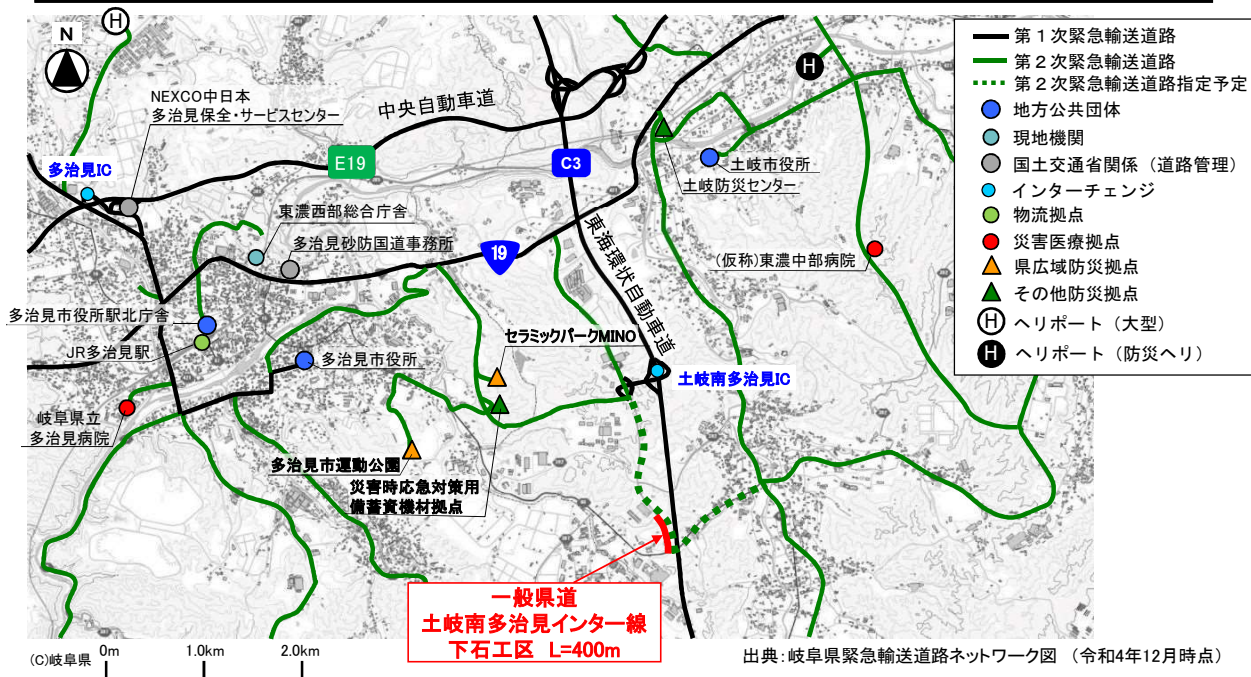 N
H
NEXCO中日本
多治見保全・サービスセンター
中央自動車道
多治見IC
E19
C3
H
土岐市役所
土岐防災センター
東濃西部総合庁舎
多治見砂防国道事務所
19
東海環状自動車道
(仮称)東濃中部病院
多治見市役所駅北庁舎
JR多治見駅
多治見市役所
セラミックパークMINO
土岐南多治見IC
岐阜県立
多治見病院
多治見市運動公園
災害時応急対策用
備蓄資機材拠点
一般県道
土岐南多治見インター線
下石工区 L=400m
第1次緊急輸送道路
第2次緊急輸送道路
第2次緊急輸送道路指定予定
地方公共団体
現地機関
国土交通省関係（道路管理）
インターチェンジ
物流拠点
災害医療拠点
県広域防災拠点
その他防災拠点
H ヘリポート（大型）
H ヘリポート（防災ヘリ）
(C)岐阜県
0m 1.0km 2.0km
出典：岐阜県緊急輸送道路ネットワーク図 （令和4年12月時点）